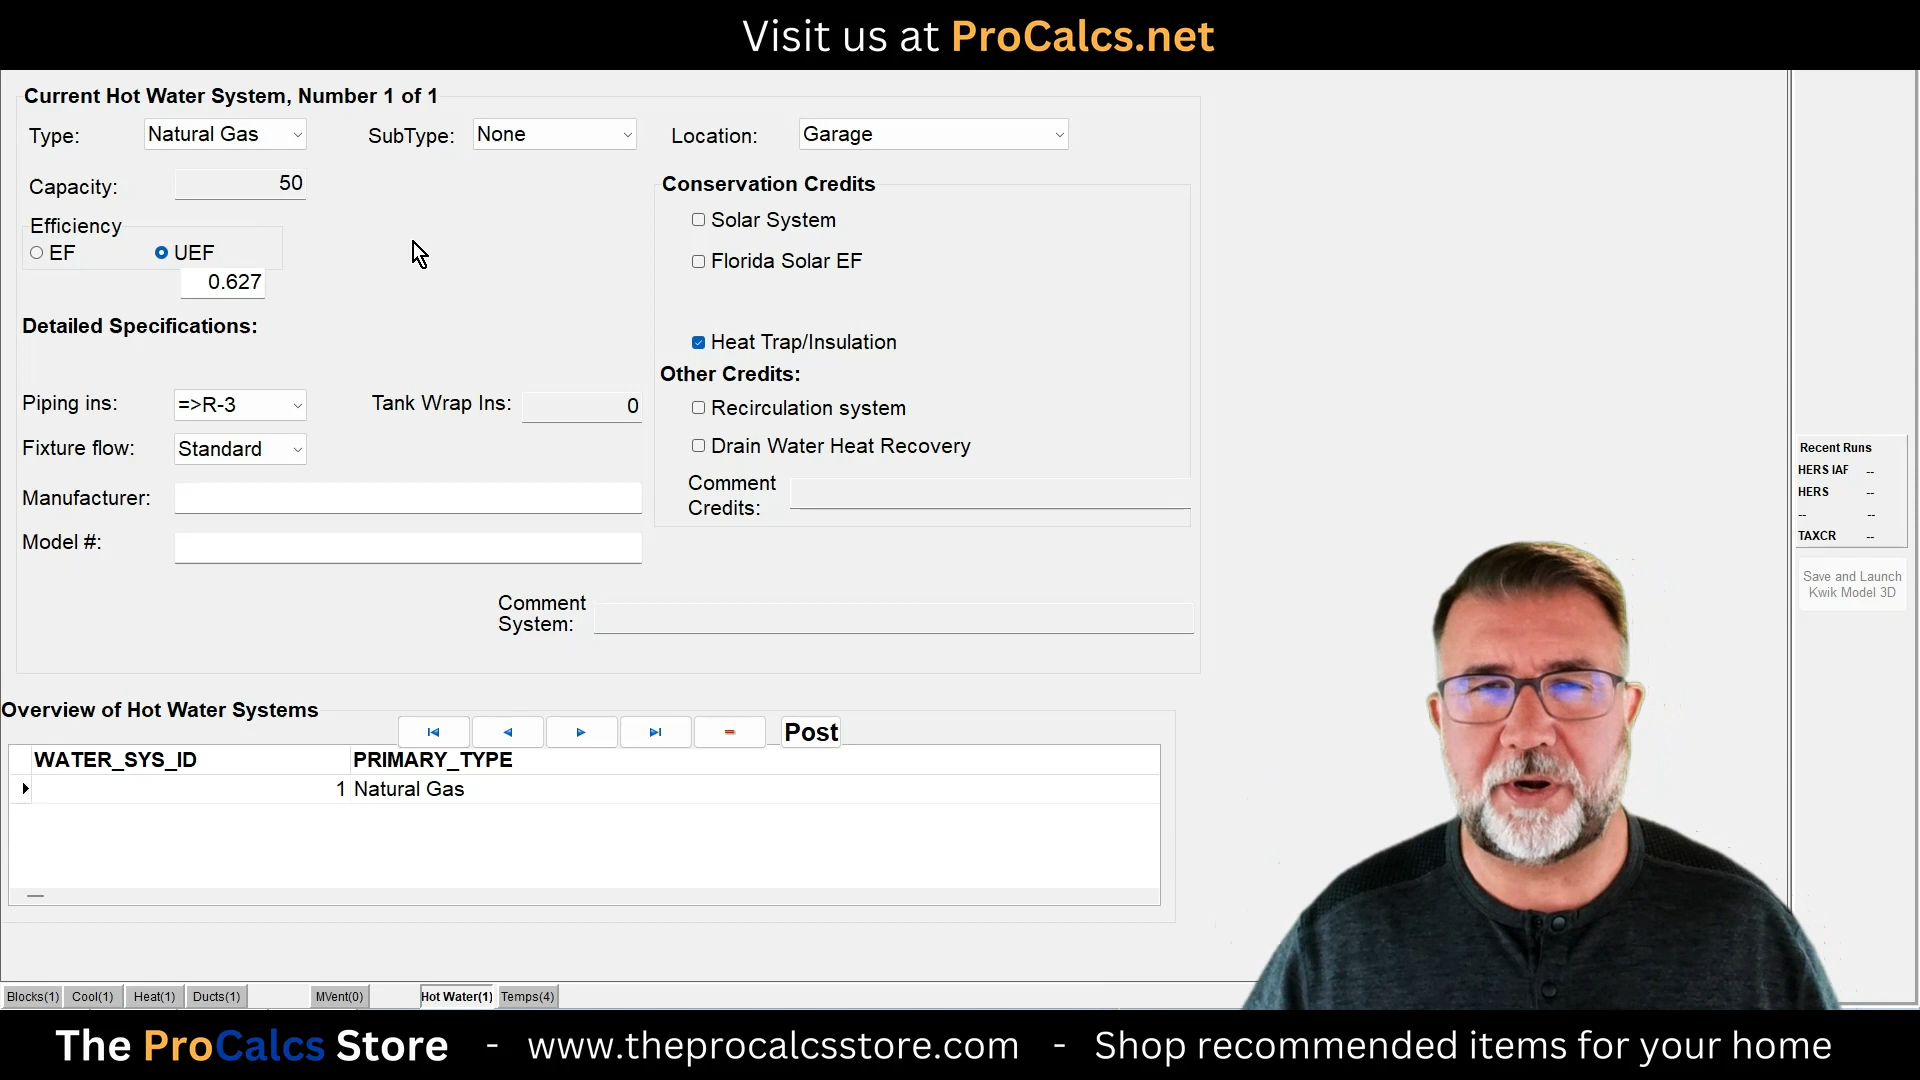 Visit us at ProCalcs.net
Current Hot Water System, Number 1 of 1
Type: Natural Gas SubType: None Location: Garage
Capacity: 50
Efficiency
EF UEF
0.627
Detailed Specifications:
Piping ins: =>R-3 Tank Wrap Ins: 0
Fixture flow: Standard
Manufacturer:
Model #:
Conservation Credits
Solar System
Florida Solar EF
Heat Trap/Insulation
Other Credits:
Recirculation system
Drain Water Heat Recovery
Comment
Credits:
Comment
System:
Recent Runs
HERS IAF --
HERS --
-- --
TAXCR --
Save and Launch
Kwik Model 3D
Overview of Hot Water Systems
Post
WATER_SYS_ID PRIMARY_TYPE
1 Natural Gas
Blocks(1) Cool(1) Heat(1) Ducts(1) MVent(0) Hot Water(1) Temps(4)
The ProCalcs Store - www.theprocalcsstore.com - Shop recommended items for your home